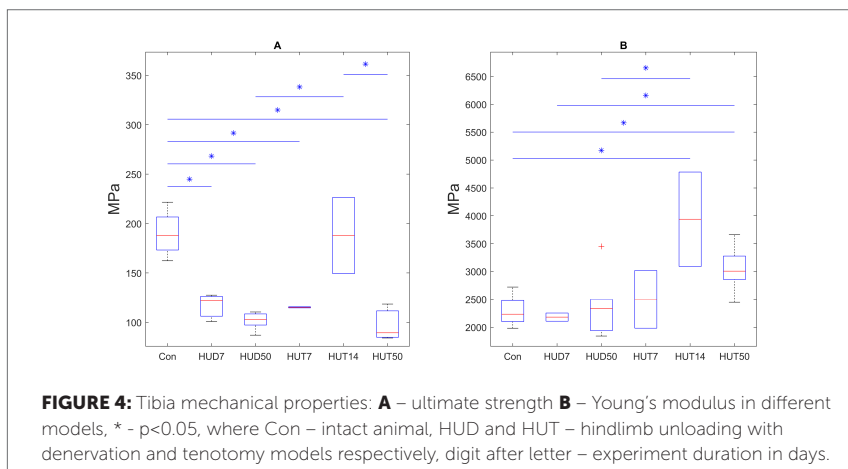 A
B
350
300
250
200
150
100
MPa
*
*
*
*
*
*
Con HUD7 HUD50 HUT7 HUT14 HUT50
6500
6000
5500
5000
4500
4000
3500
3000
2500
2000
MPa
*
*
*
*
Con HUD7 HUD50 HUT7 HUT14 HUT50
FIGURE 4: Tibia mechanical properties: A – ultimate strength B – Young's modulus in different
models, * - p<0.05, where Con – intact animal, HUD and HUT – hindlimb unloading with
denervation and tenotomy models respectively, digit after letter – experiment duration in days.